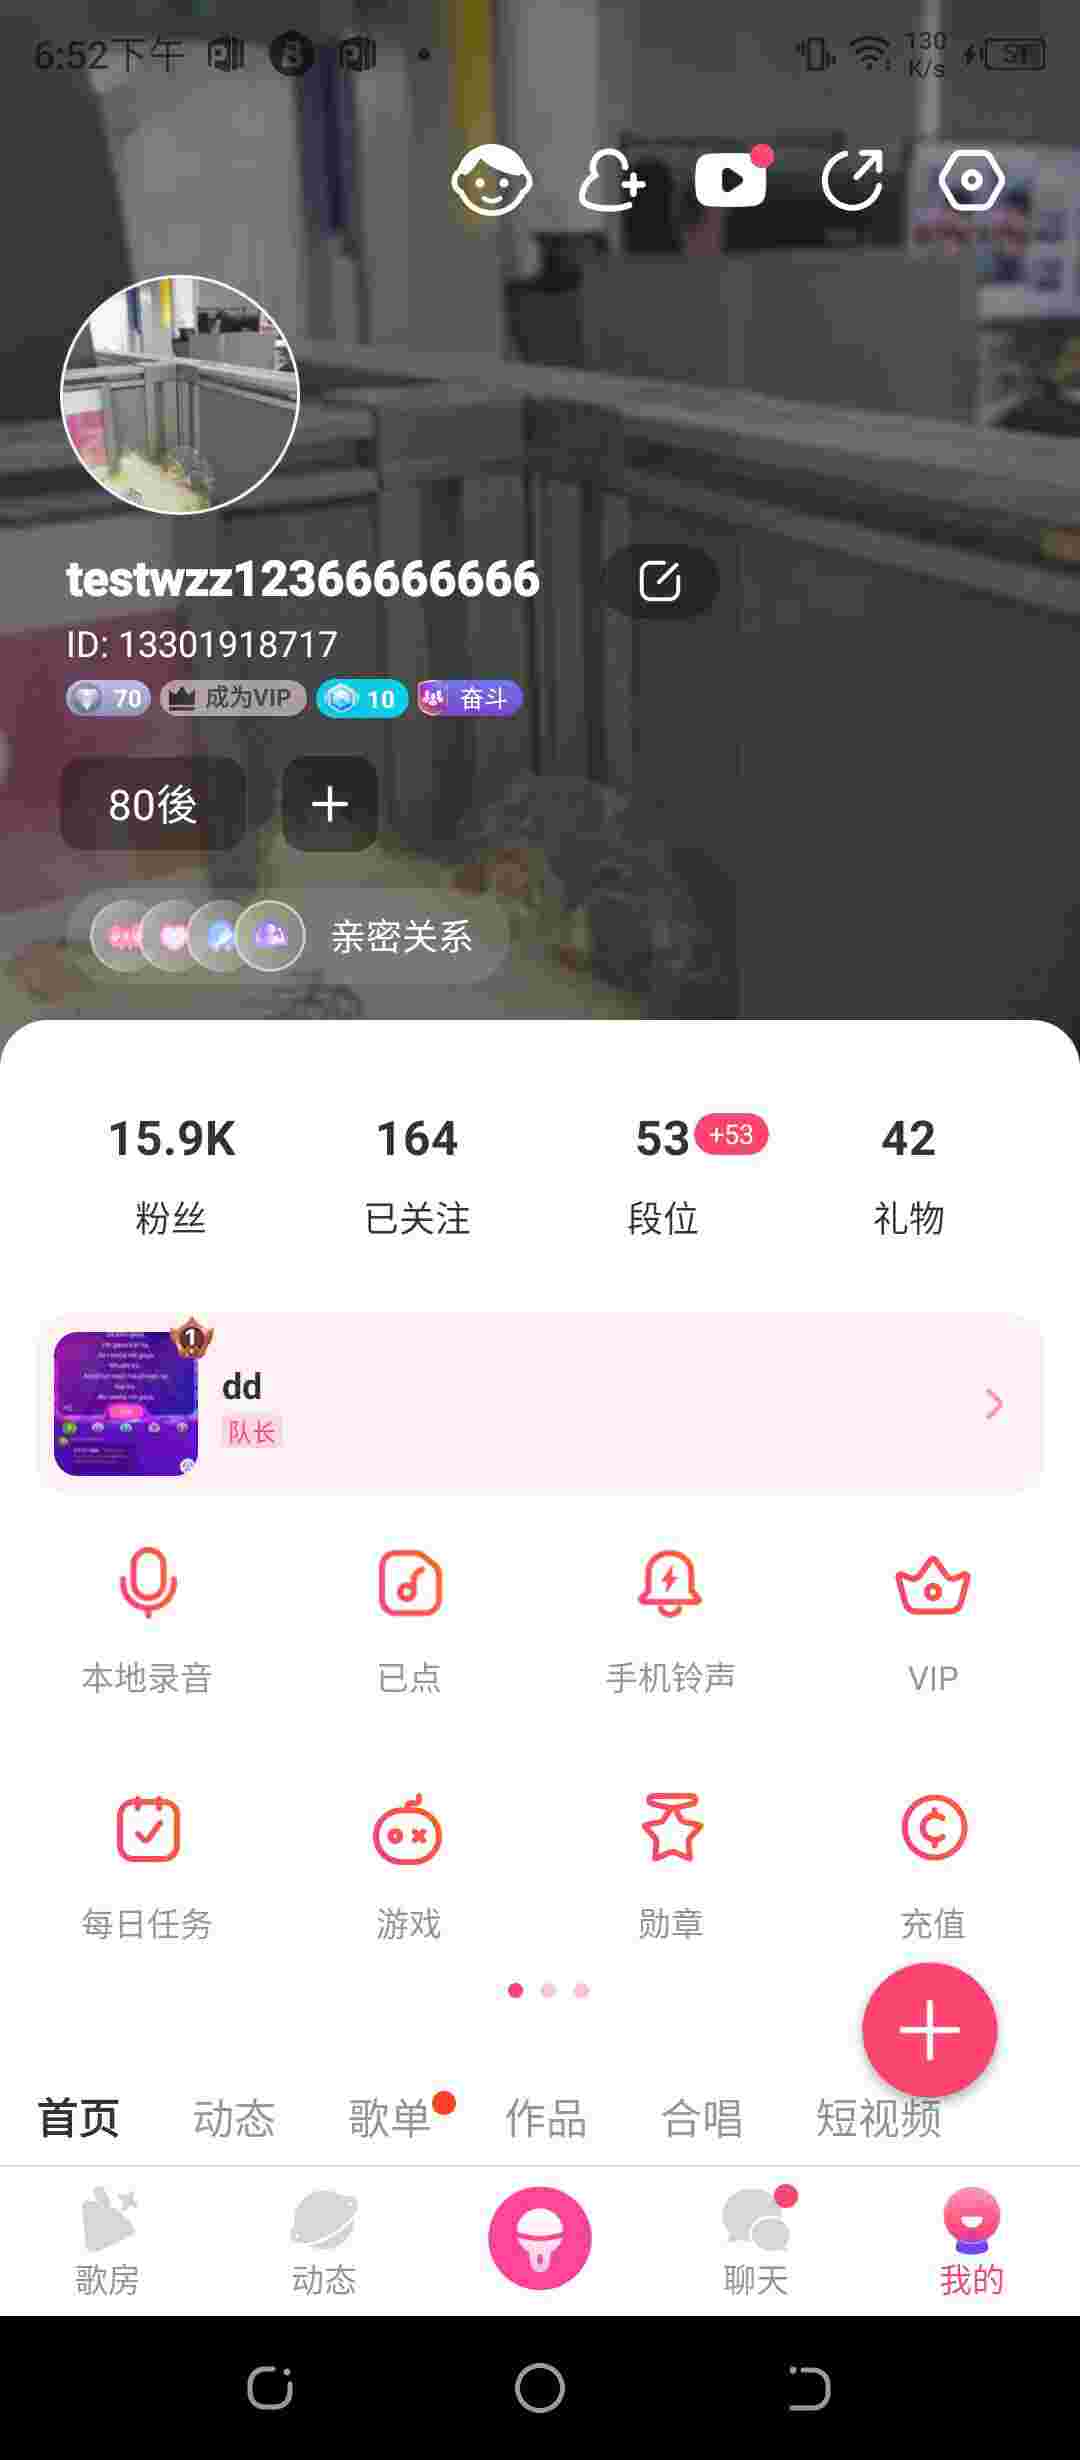 6:52下午
130
K/s
51
testwzz12366666666
ID: 13301918717
70 成为VIP 10 奋斗
80後
亲密关系
15.9K 164 53 +53 42
粉丝 已关注 段位 礼物
1
dd
队长
本地录音 已点 手机铃声 VIP
每日任务 游戏 勋章 充值
首页 动态 歌单 作品 合唱 短视频
歌房 动态 聊天 我的